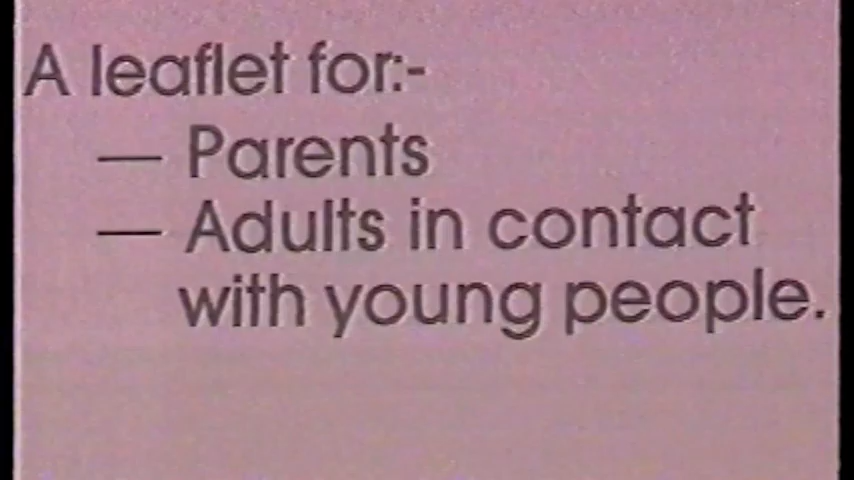 A leaflet for:-
— Parents
— Adults in contact
with young people.